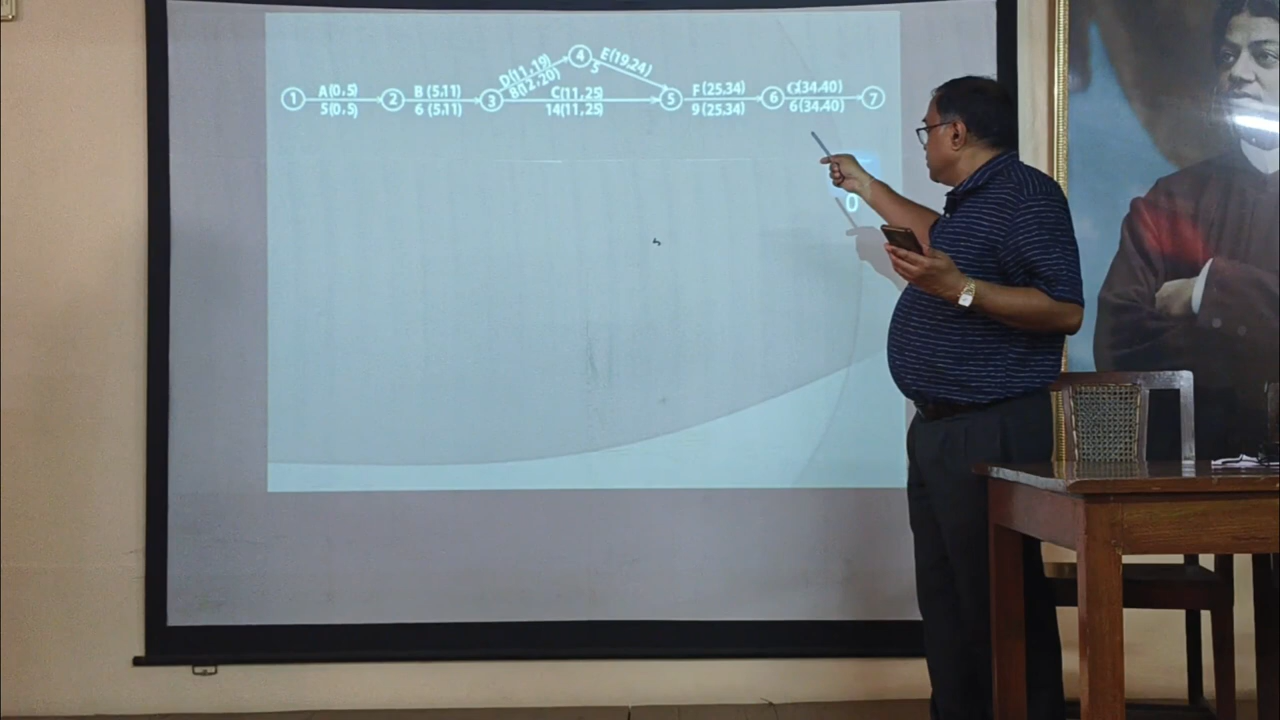 1
A(0,5)
5(0,5)
2
B (5,11)
6 (5,11)
3
D(11,19)
8(12,20)
4
E(19,24)
5
C(11,25)
14(11,25)
5
F(25,34)
9(25,34)
6
G(34,40)
6(34,40)
7
0